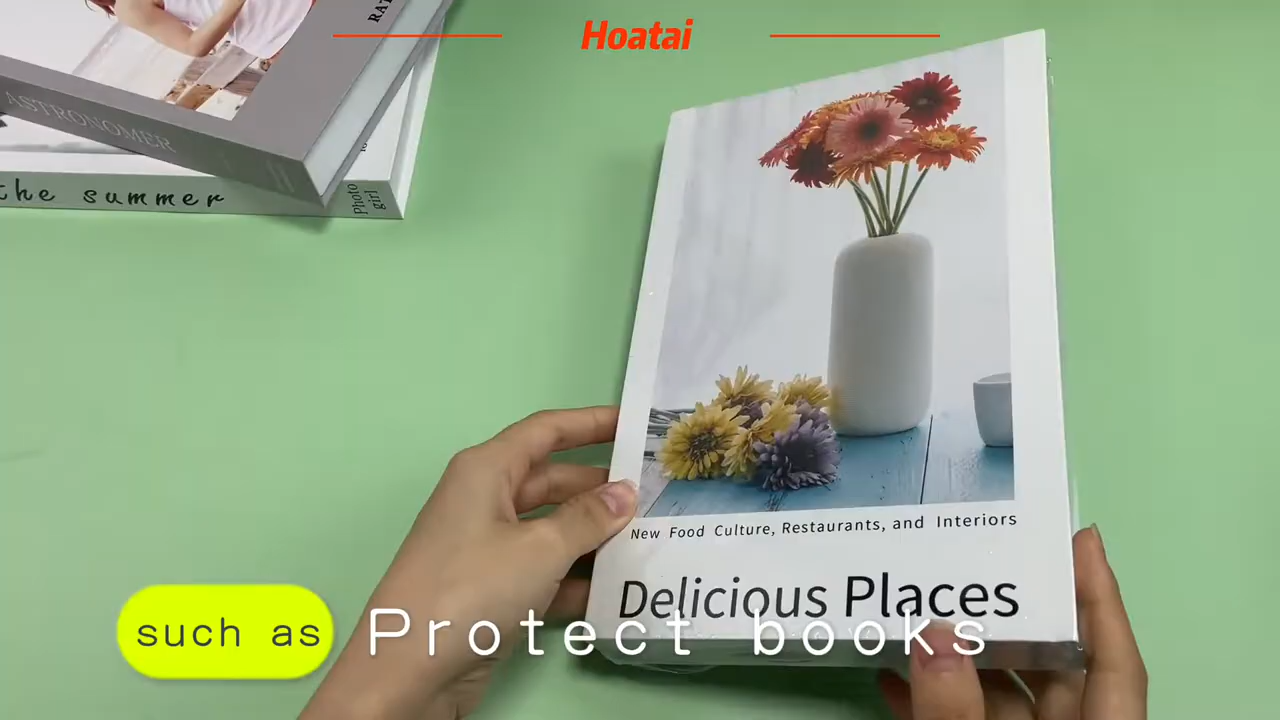 Hoatai
ASTRONOMER
the summer
Photo
girl
New Food Culture, Restaurants, and Interiors
Delicious Places
such as Protect books